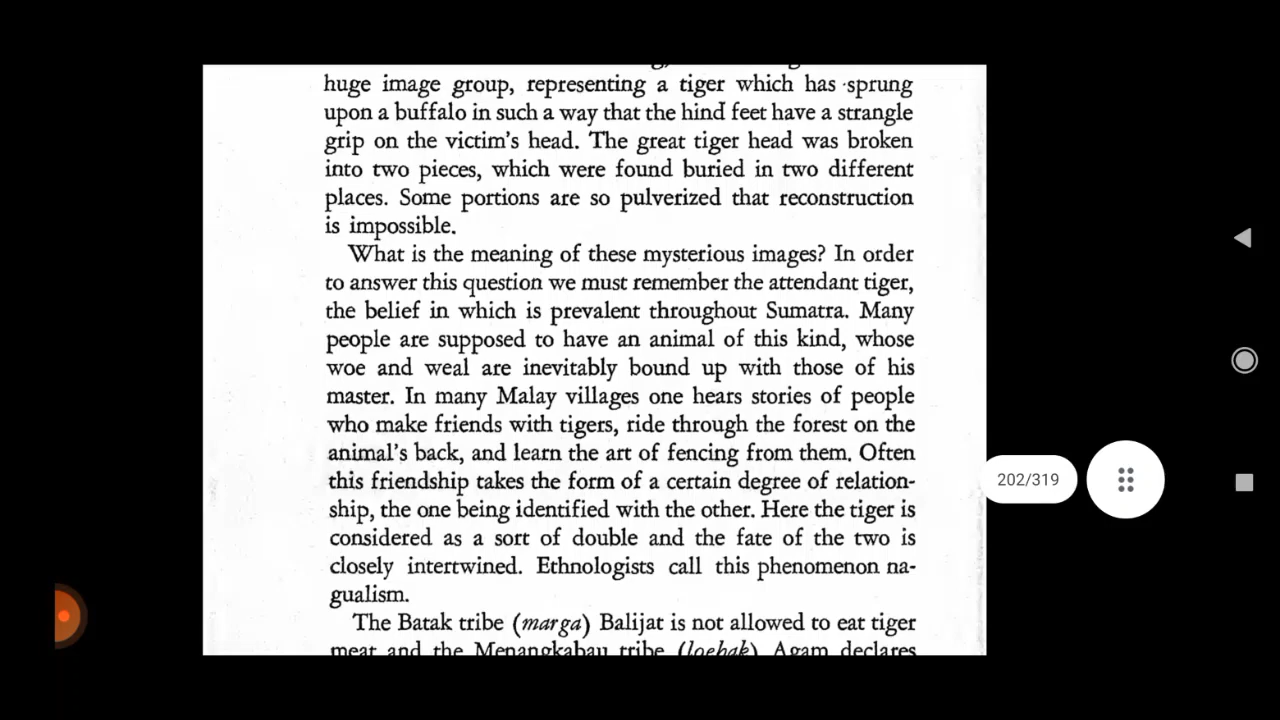 huge image group, representing a tiger which has sprung
upon a buffalo in such a way that the hind feet have a strangle
grip on the victim's head. The great tiger head was broken
into two pieces, which were found buried in two different
places. Some portions are so pulverized that reconstruction
is impossible.
What is the meaning of these mysterious images? In order
to answer this question we must remember the attendant tiger,
the belief in which is prevalent throughout Sumatra. Many
people are supposed to have an animal of this kind, whose
woe and weal are inevitably bound up with those of his
master. In many Malay villages one hears stories of people
who make friends with tigers, ride through the forest on the
animal's back, and learn the art of fencing from them. Often
this friendship takes the form of a certain degree of relation-
ship, the one being identified with the other. Here the tiger is
considered as a sort of double and the fate of the two is
closely intertwined. Ethnologists call this phenomenon na-
gualism.
The Batak tribe (marga) Balijat is not allowed to eat tiger
meat and the Menangkabau tribe (loehak) Agam declares
202/319